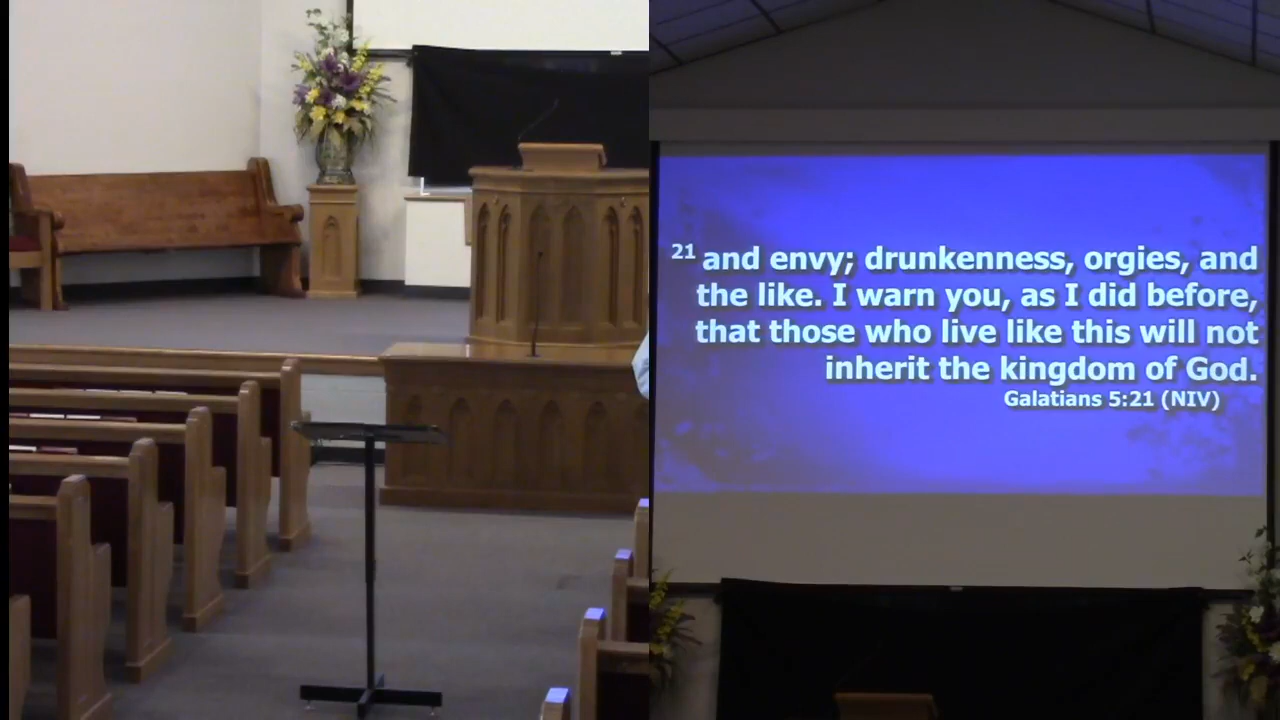 21 and envy; drunkenness, orgies, and
the like. I warn you, as I did before,
that those who live like this will not
inherit the kingdom of God.
Galatians 5:21 (NIV)